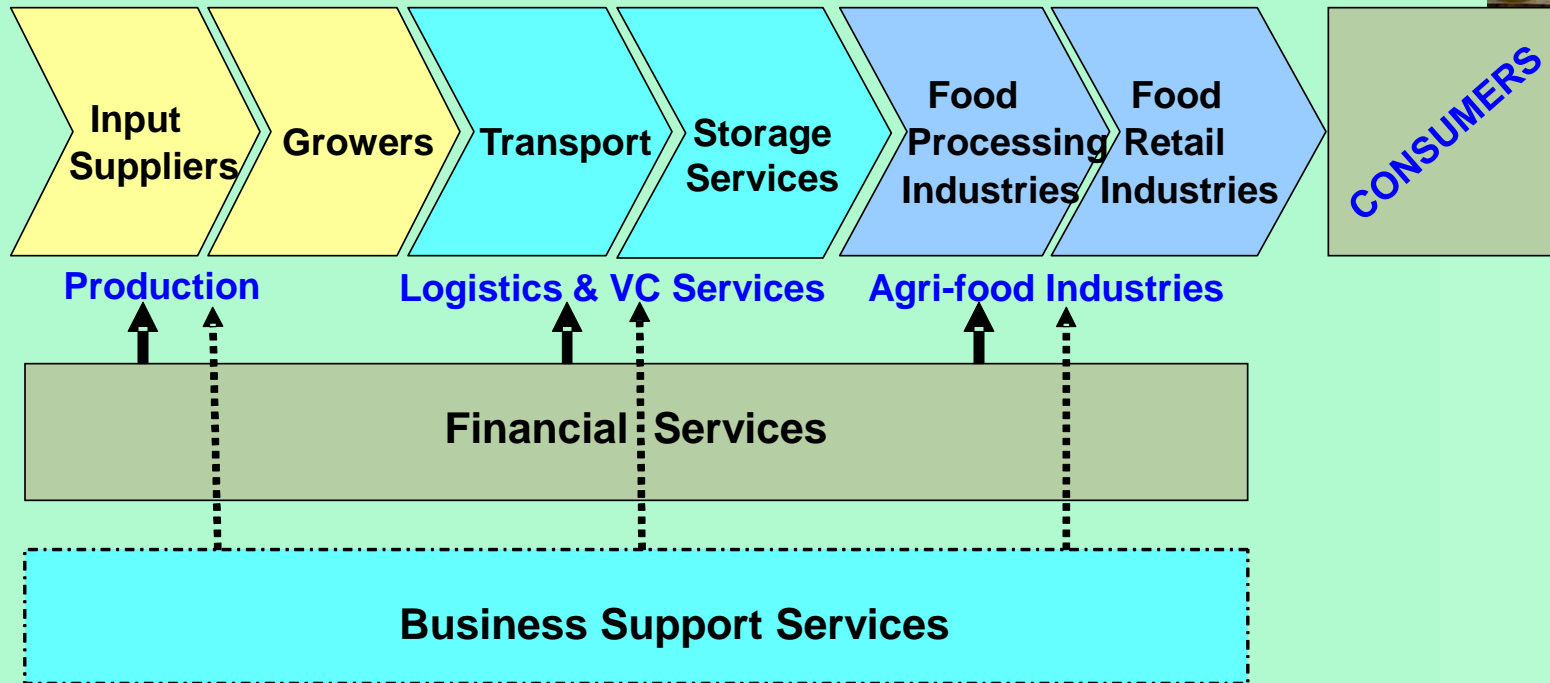 Input
Suppliers
Growers
Transport
Storage
Services
Food
Processing
Industries
Food
Retail
Industries
CONSUMERS
Production
Logistics & VC Services
Agri-food Industries
Financial Services
Business Support Services